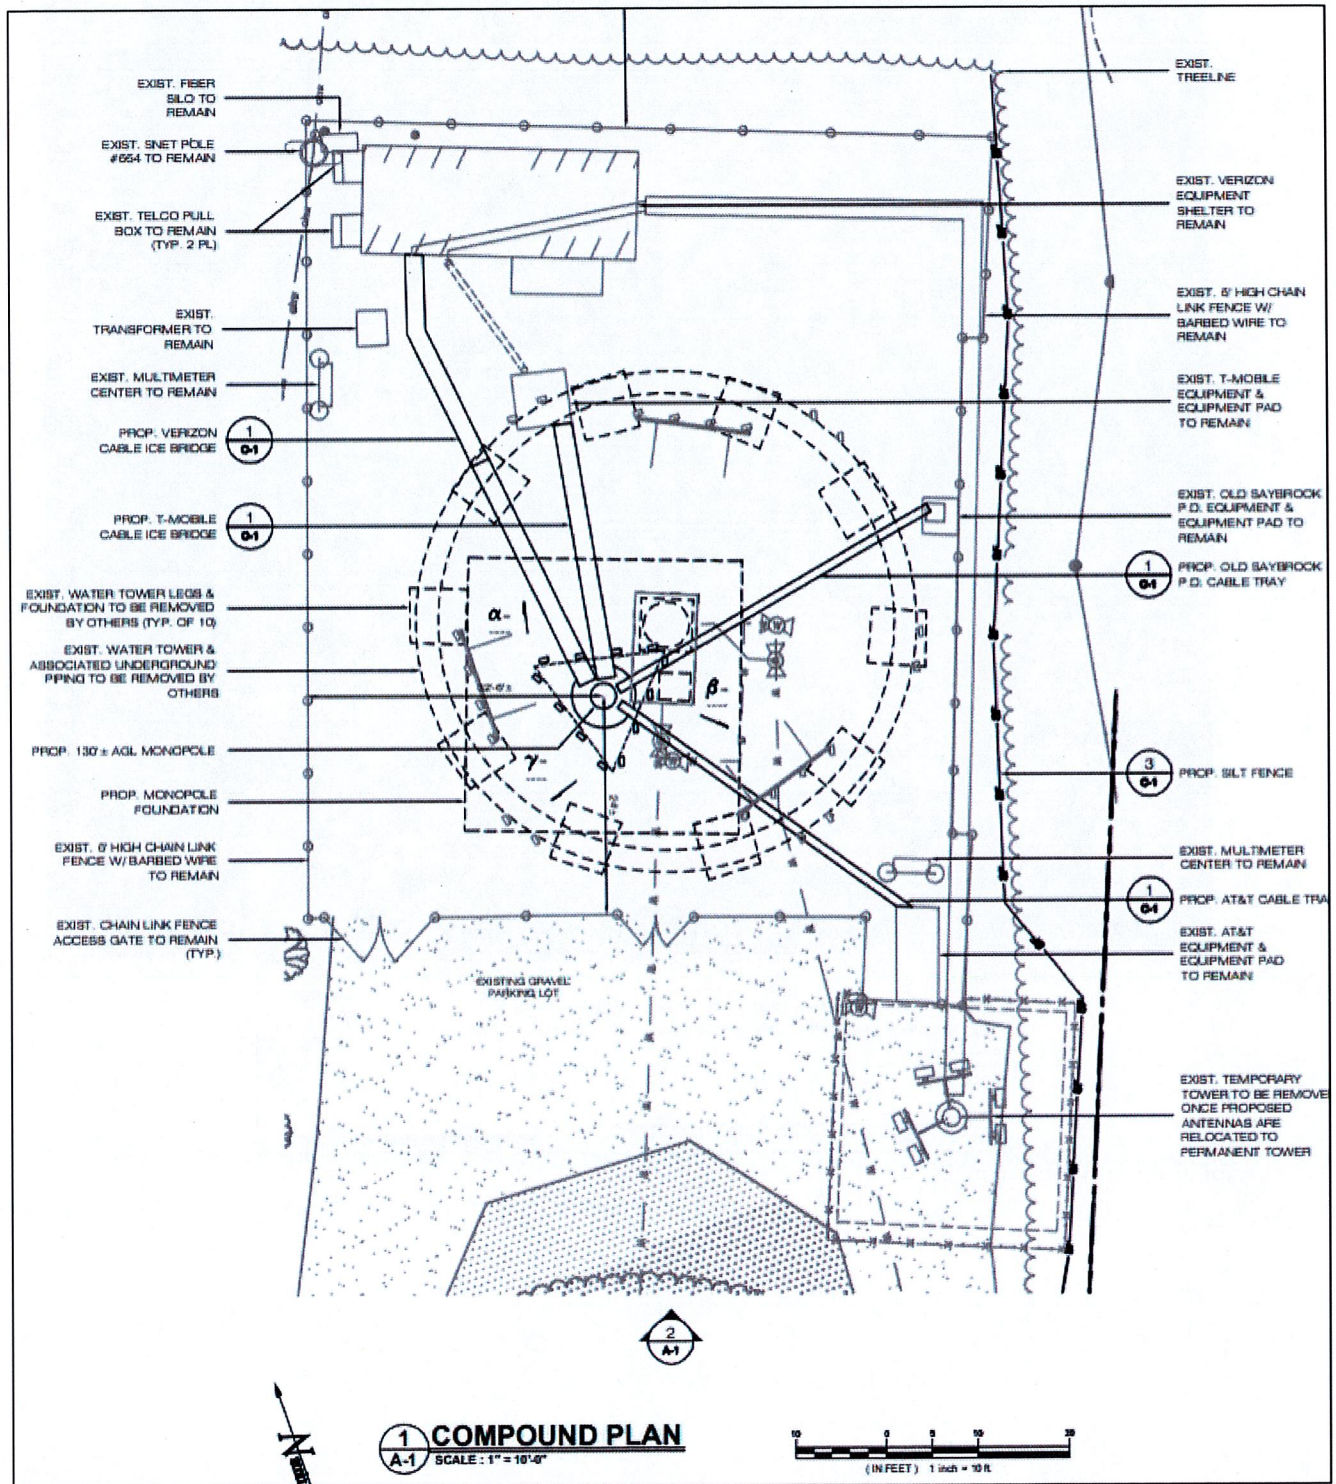 EXIST. FIBER
SILO TO
REMAIN
EXIST. SNET POLE
#664 TO REMAIN
EXIST. TELCO PULL
BOX TO REMAIN
(TYP. 2 PL)
EXIST.
TRANSFORMER TO
REMAIN
EXIST. MULTIMETER
CENTER TO REMAIN
PROP. VERIZON
CABLE ICE BRIDGE
1
C-1
PROP. T-MOBILE
CABLE ICE BRIDGE
1
C-1
EXIST. WATER TOWER LEGS &
FOUNDATION TO BE REMOVED
BY OTHERS (TYP. OF 10)
EXIST. WATER TOWER &
ASSOCIATED UNDERGROUND
PIPING TO BE REMOVED BY
OTHERS
PROP. 130'± AGL MONOPOLE
PROP. MONOPOLE
FOUNDATION
EXIST. 6' HIGH CHAIN LINK
FENCE W/ BARBED WIRE
TO REMAIN
EXIST. CHAIN LINK FENCE
ACCESS GATE TO REMAIN
(TYP.)
α
β
γ
EXISTING GRAVEL
PARKING LOT
EXIST.
TREELINE
EXIST. VERIZON
EQUIPMENT
SHELTER TO
REMAIN
EXIST. 6' HIGH CHAIN
LINK FENCE W/
BARBED WIRE TO
REMAIN
EXIST. T-MOBILE
EQUIPMENT &
EQUIPMENT PAD
TO REMAIN
EXIST. OLD SAYBROOK
P.D. EQUIPMENT &
EQUIPMENT PAD TO
REMAIN
1
C-1
PROP. OLD SAYBROOK
P.D. CABLE TRAY
3
C-1
PROP. SILT FENCE
EXIST. MULTIMETER
CENTER TO REMAIN
1
C-1
PROP. AT&T CABLE TRA
EXIST. AT&T
EQUIPMENT &
EQUIPMENT PAD
TO REMAIN
EXIST. TEMPORARY
TOWER TO BE REMOVE
ONCE PROPOSED
ANTENNAS ARE
RELOCATED TO
PERMANENT TOWER
2
A-1
N
1
A-1
COMPOUND PLAN
SCALE : 1" = 10'-0"
10 0 5 10 20
( IN FEET ) 1 inch = 10 ft.